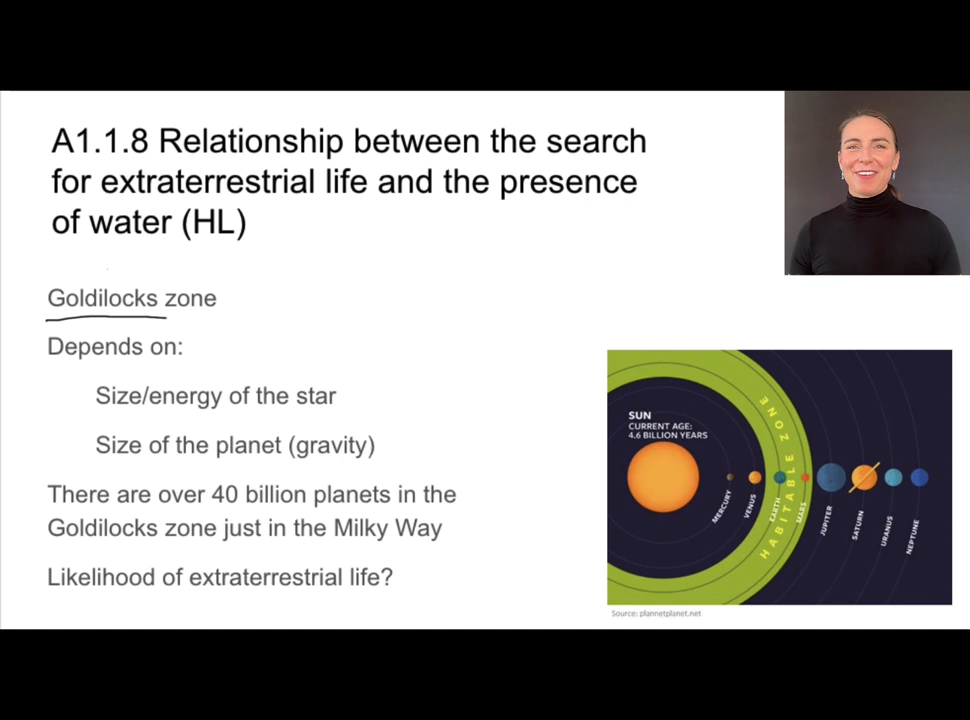 A1.1.8 Relationship between the search
for extraterrestrial life and the presence
of water (HL)
Goldilocks zone
Depends on:
Size/energy of the star
Size of the planet (gravity)
There are over 40 billion planets in the
Goldilocks zone just in the Milky Way
Likelihood of extraterrestrial life?
SUN
CURRENT AGE:
4.6 BILLION YEARS
HABITABLE ZONE
MERCURY
VENUS
EARTH
MARS
JUPITER
SATURN
URANUS
NEPTUNE
Source: plannetplanet.net